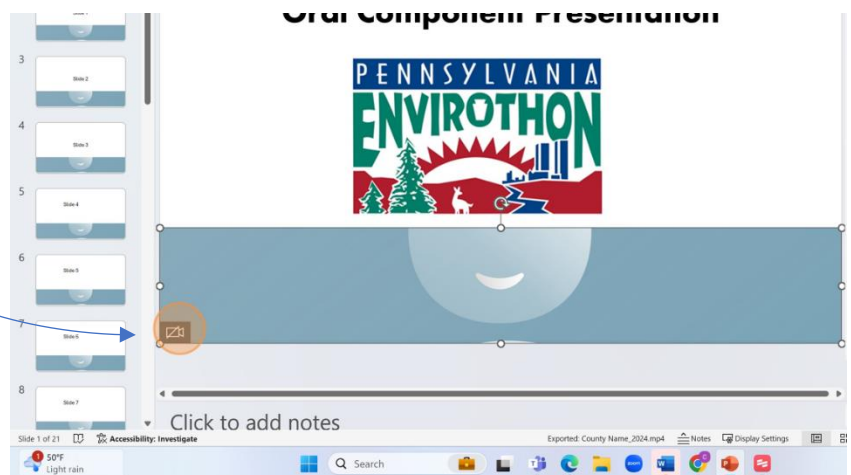 Oral Component Presentation
PENNSYLVANIA
ENVIROTHON
3
Slide 2
4
Slide 3
5
Slide 4
6
Slide 5
7
Slide 6
8
Slide 7
Click to add notes
Slide 1 of 21 Accessibility: Investigate Exported: County Name_2024.mp4 Notes Display Settings
1 50°F
Light rain
Search